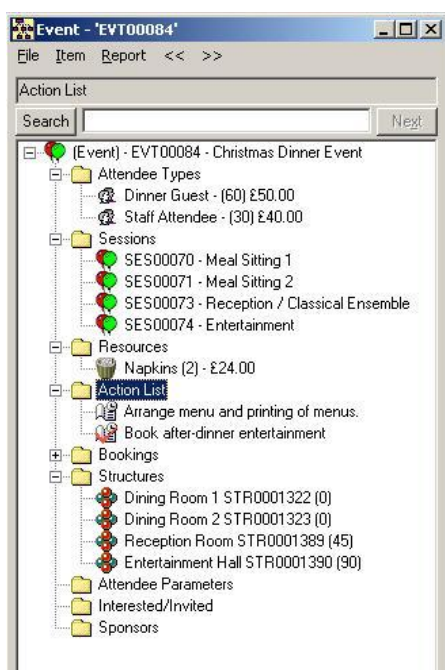 Event - 'EVT00084'
File Item Report << >>
Action List
Search Next
(Event) - EVT00084 - Christmas Dinner Event
Attendee Types
Dinner Guest - (60) £50.00
Staff Attendee - (30) £40.00
Sessions
SES00070 - Meal Sitting 1
SES00071 - Meal Sitting 2
SES00073 - Reception / Classical Ensemble
SES00074 - Entertainment
Resources
Napkins (2) - £24.00
Action List
Arrange menu and printing of menus.
Book after-dinner entertainment
Bookings
Structures
Dining Room 1 STR0001322 (0)
Dining Room 2 STR0001323 (0)
Reception Room STR0001389 (45)
Entertainment Hall STR0001390 (90)
Attendee Parameters
Interested/Invited
Sponsors